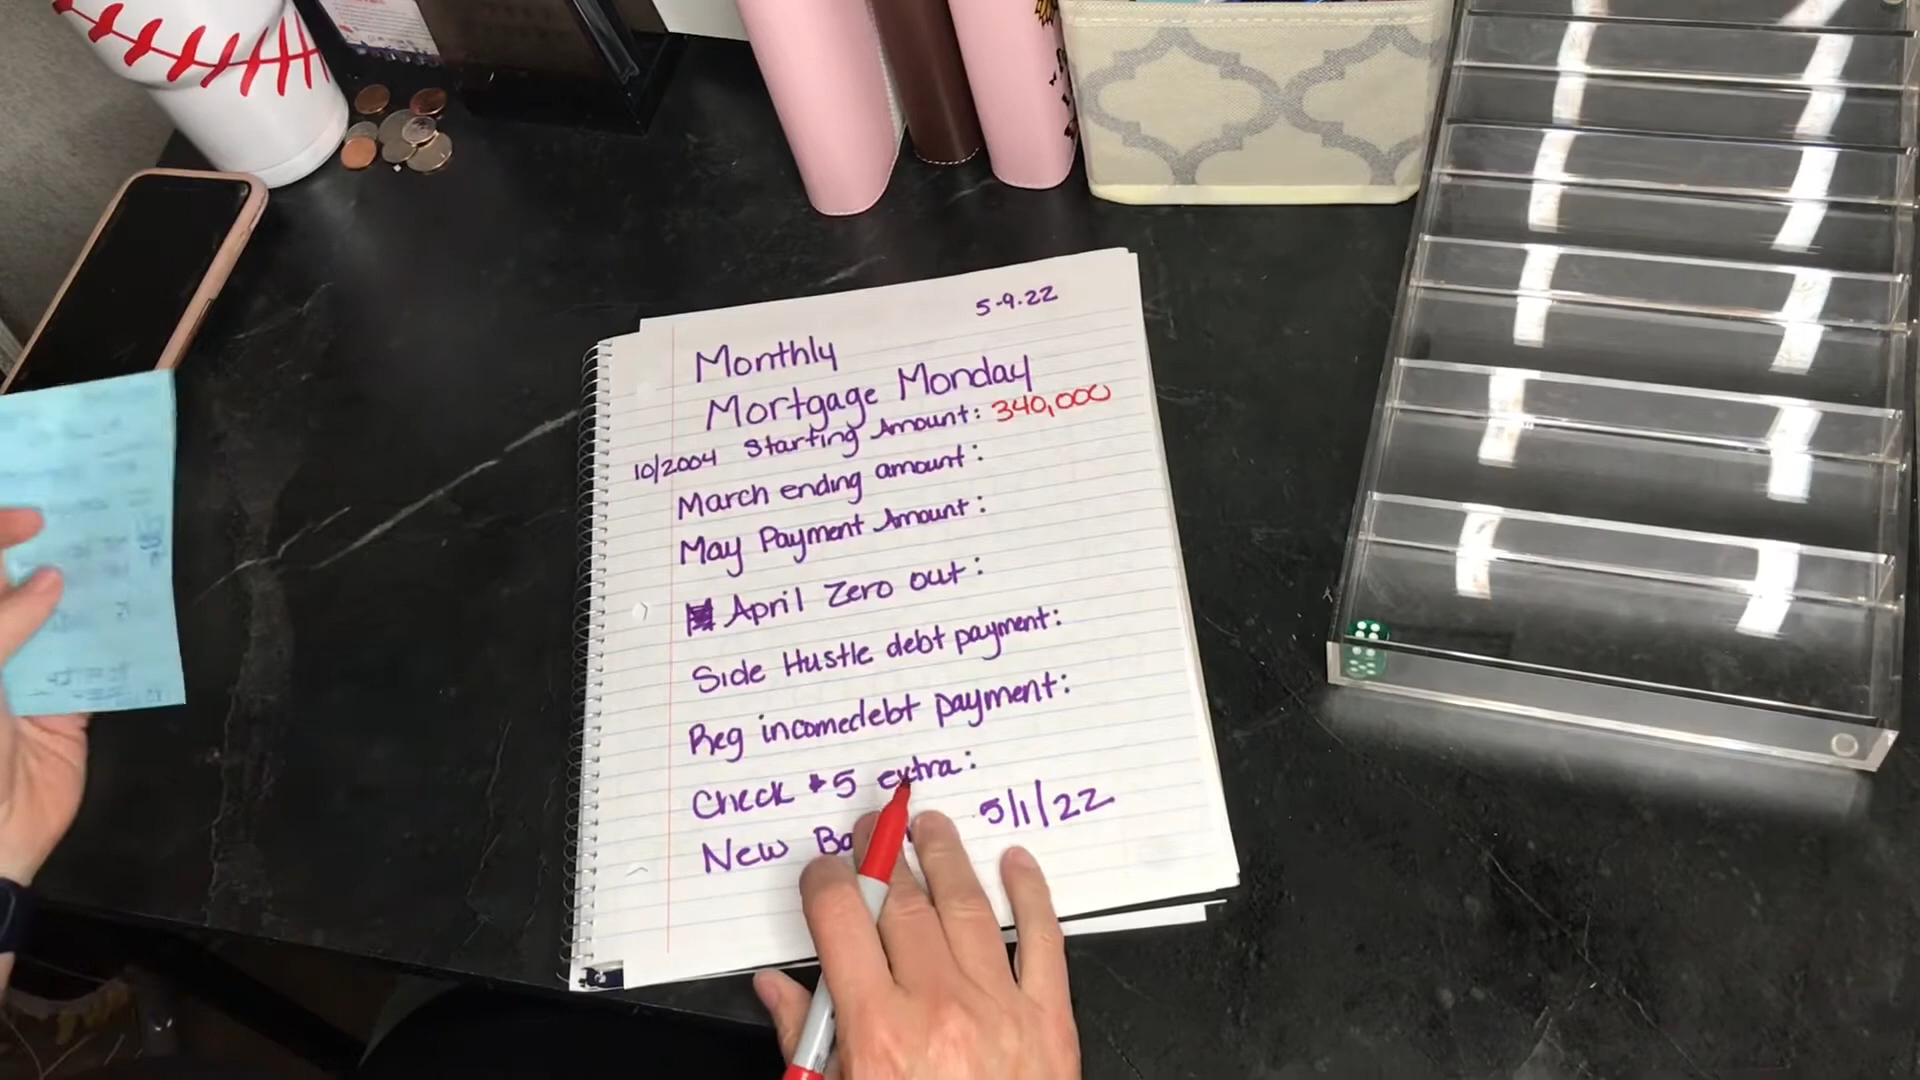 5-9-22
Monthly
Mortgage Monday
10/2004 Starting Amount: 340,000
March ending amount:
May Payment Amount:
April Zero out:
Side Hustle debt payment:
Reg incomedebt payment:
Check $5 extra:
New 5/1/22